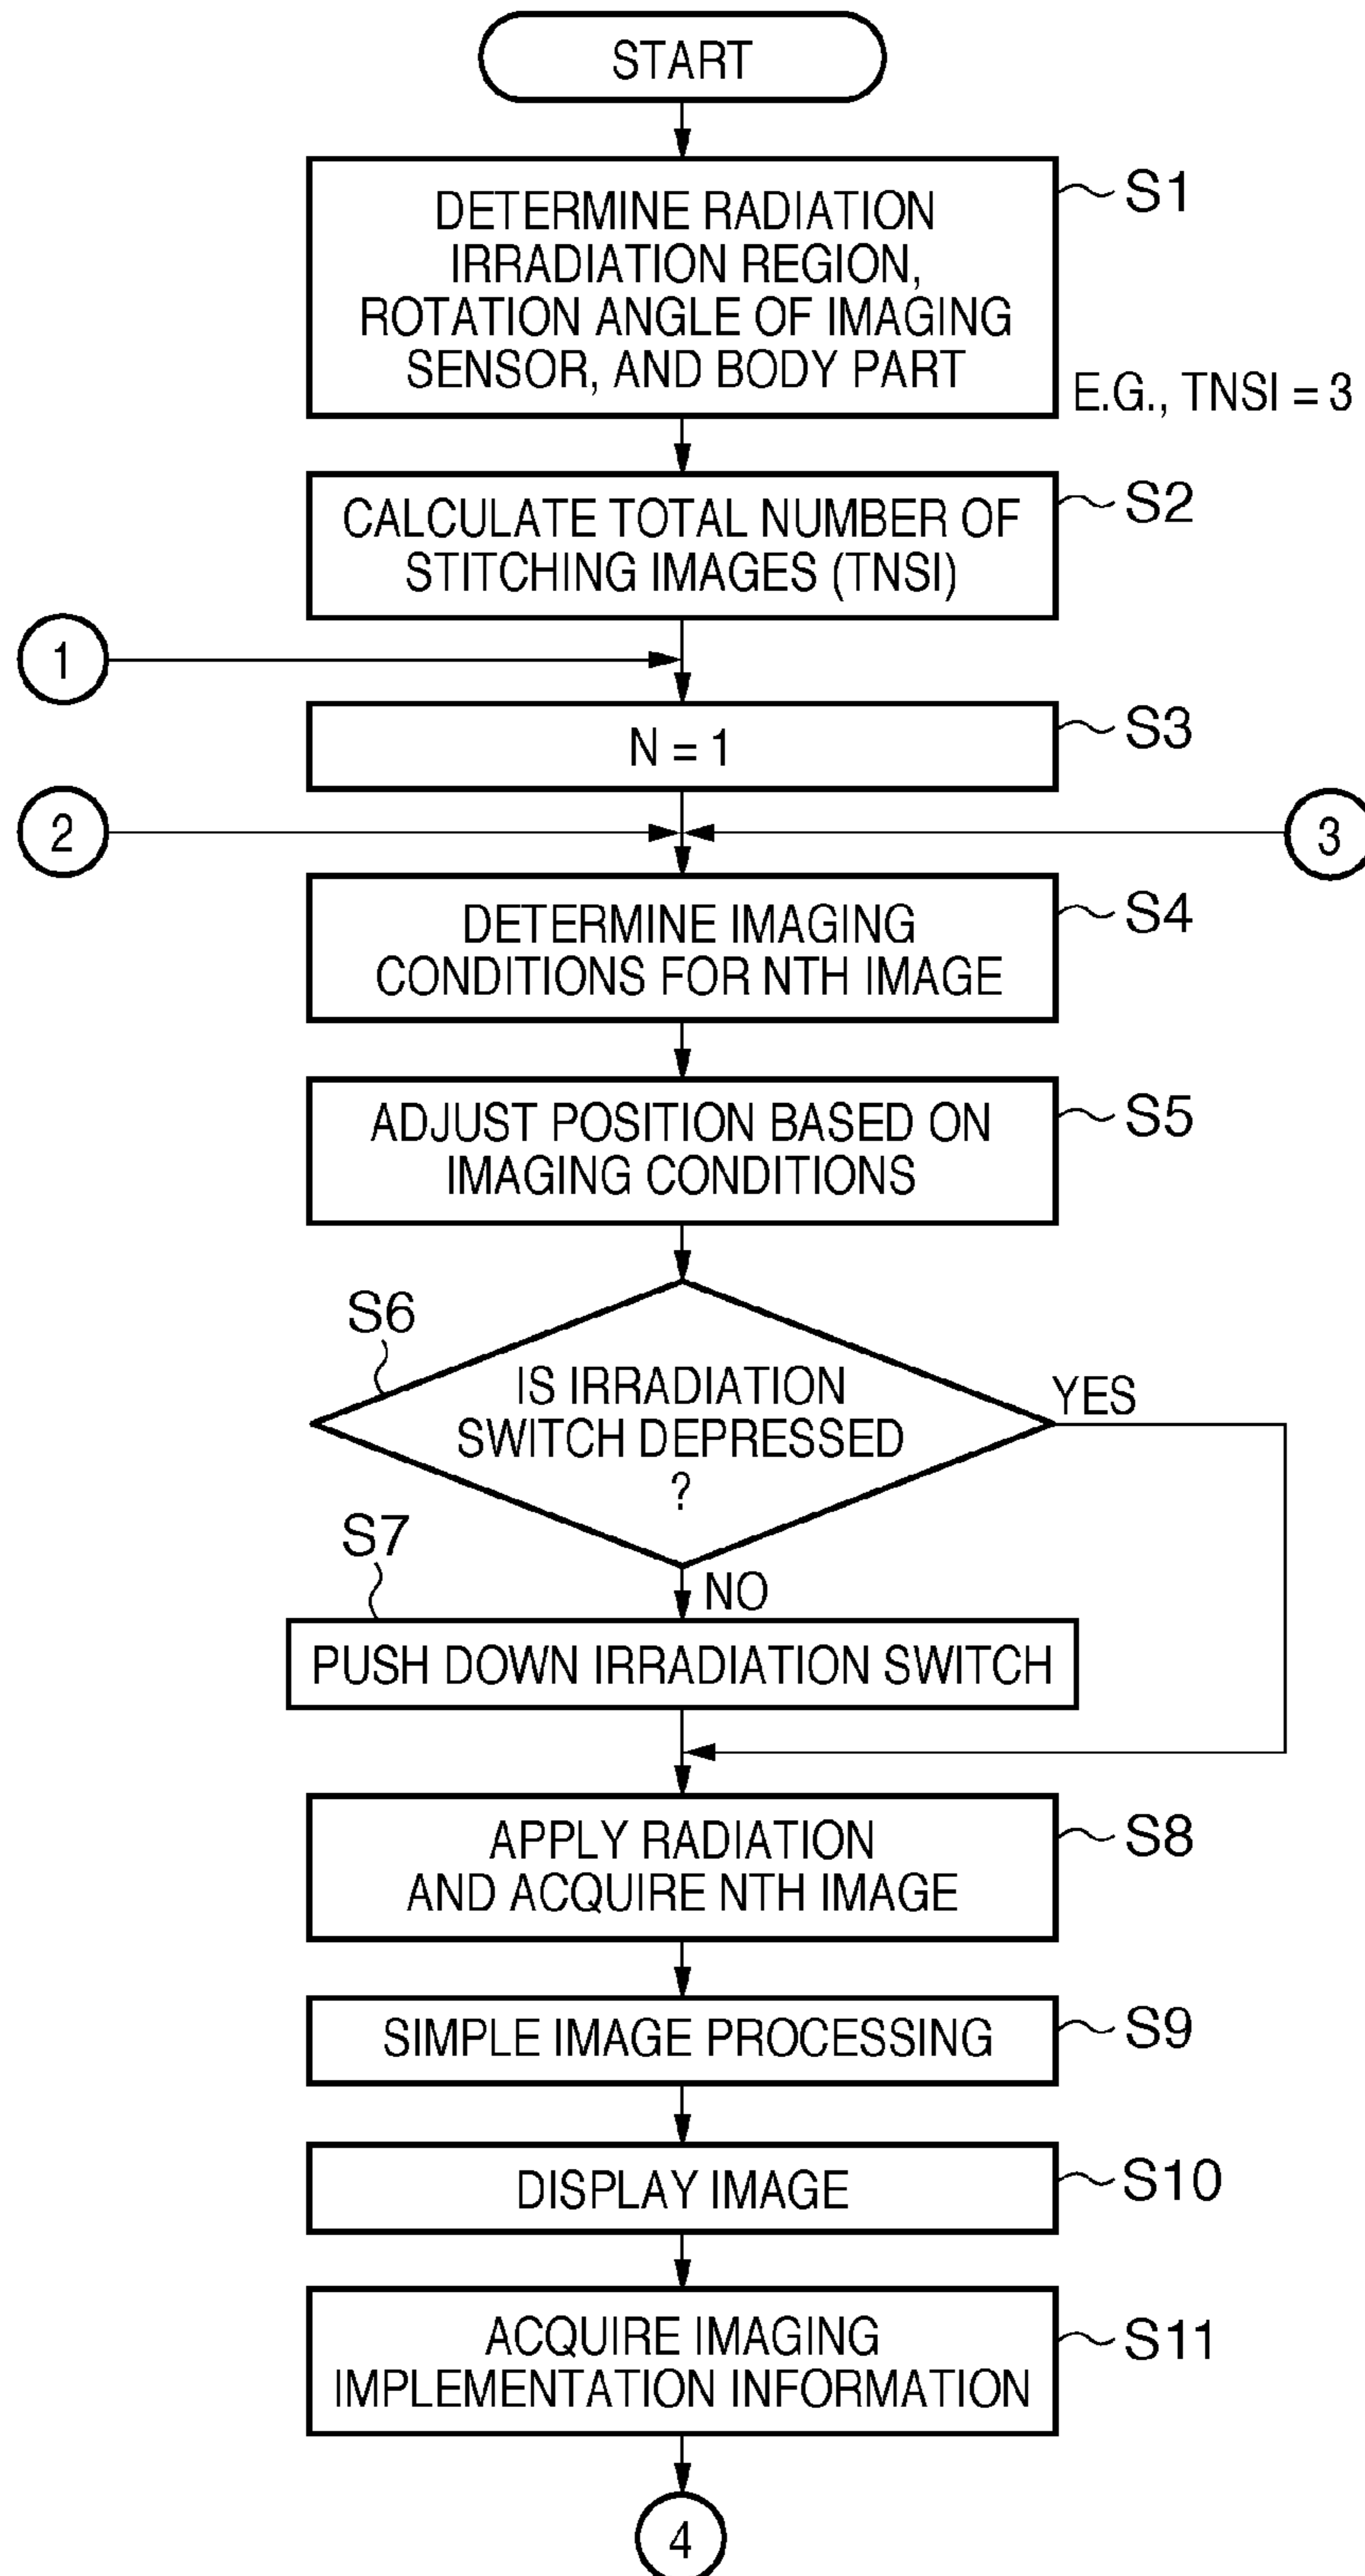 START
DETERMINE RADIATION
IRRADIATION REGION,
ROTATION ANGLE OF IMAGING
SENSOR, AND BODY PART
S1
E.G., TNSI = 3
CALCULATE TOTAL NUMBER OF
STITCHING IMAGES (TNSI)
S2
1
N = 1
S3
2
3
DETERMINE IMAGING
CONDITIONS FOR NTH IMAGE
S4
ADJUST POSITION BASED ON
IMAGING CONDITIONS
S5
S6
IS IRRADIATION
SWITCH DEPRESSED
?
YES
S7
NO
PUSH DOWN IRRADIATION SWITCH
APPLY RADIATION
AND ACQUIRE NTH IMAGE
S8
SIMPLE IMAGE PROCESSING
S9
DISPLAY IMAGE
S10
ACQUIRE IMAGING
IMPLEMENTATION INFORMATION
S11
4